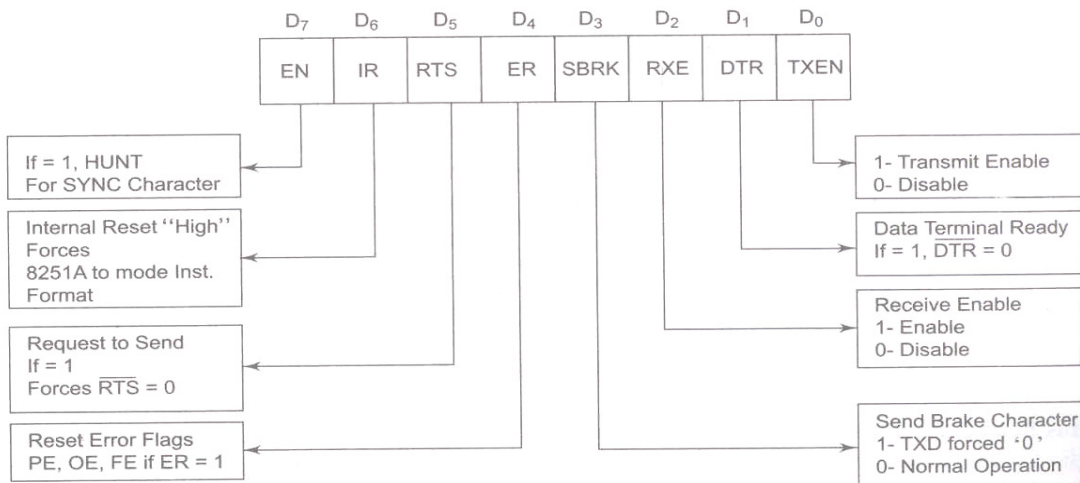 D₇ D₆ D₅ D₄ D₃ D₂ D₁ D₀
EN IR RTS ER SBRK RXE DTR TXEN
If = 1, HUNT
For SYNC Character
Internal Reset ‘‘High’’
Forces
8251A to mode Inst.
Format
Request to Send
If = 1
Forces R̅T̅S̅ = 0
Reset Error Flags
PE, OE, FE if ER = 1
1- Transmit Enable
0- Disable
Data Terminal Ready
If = 1, D̅T̅R̅ = 0
Receive Enable
1- Enable
0- Disable
Send Brake Character
1- TXD forced ‘0’
0- Normal Operation